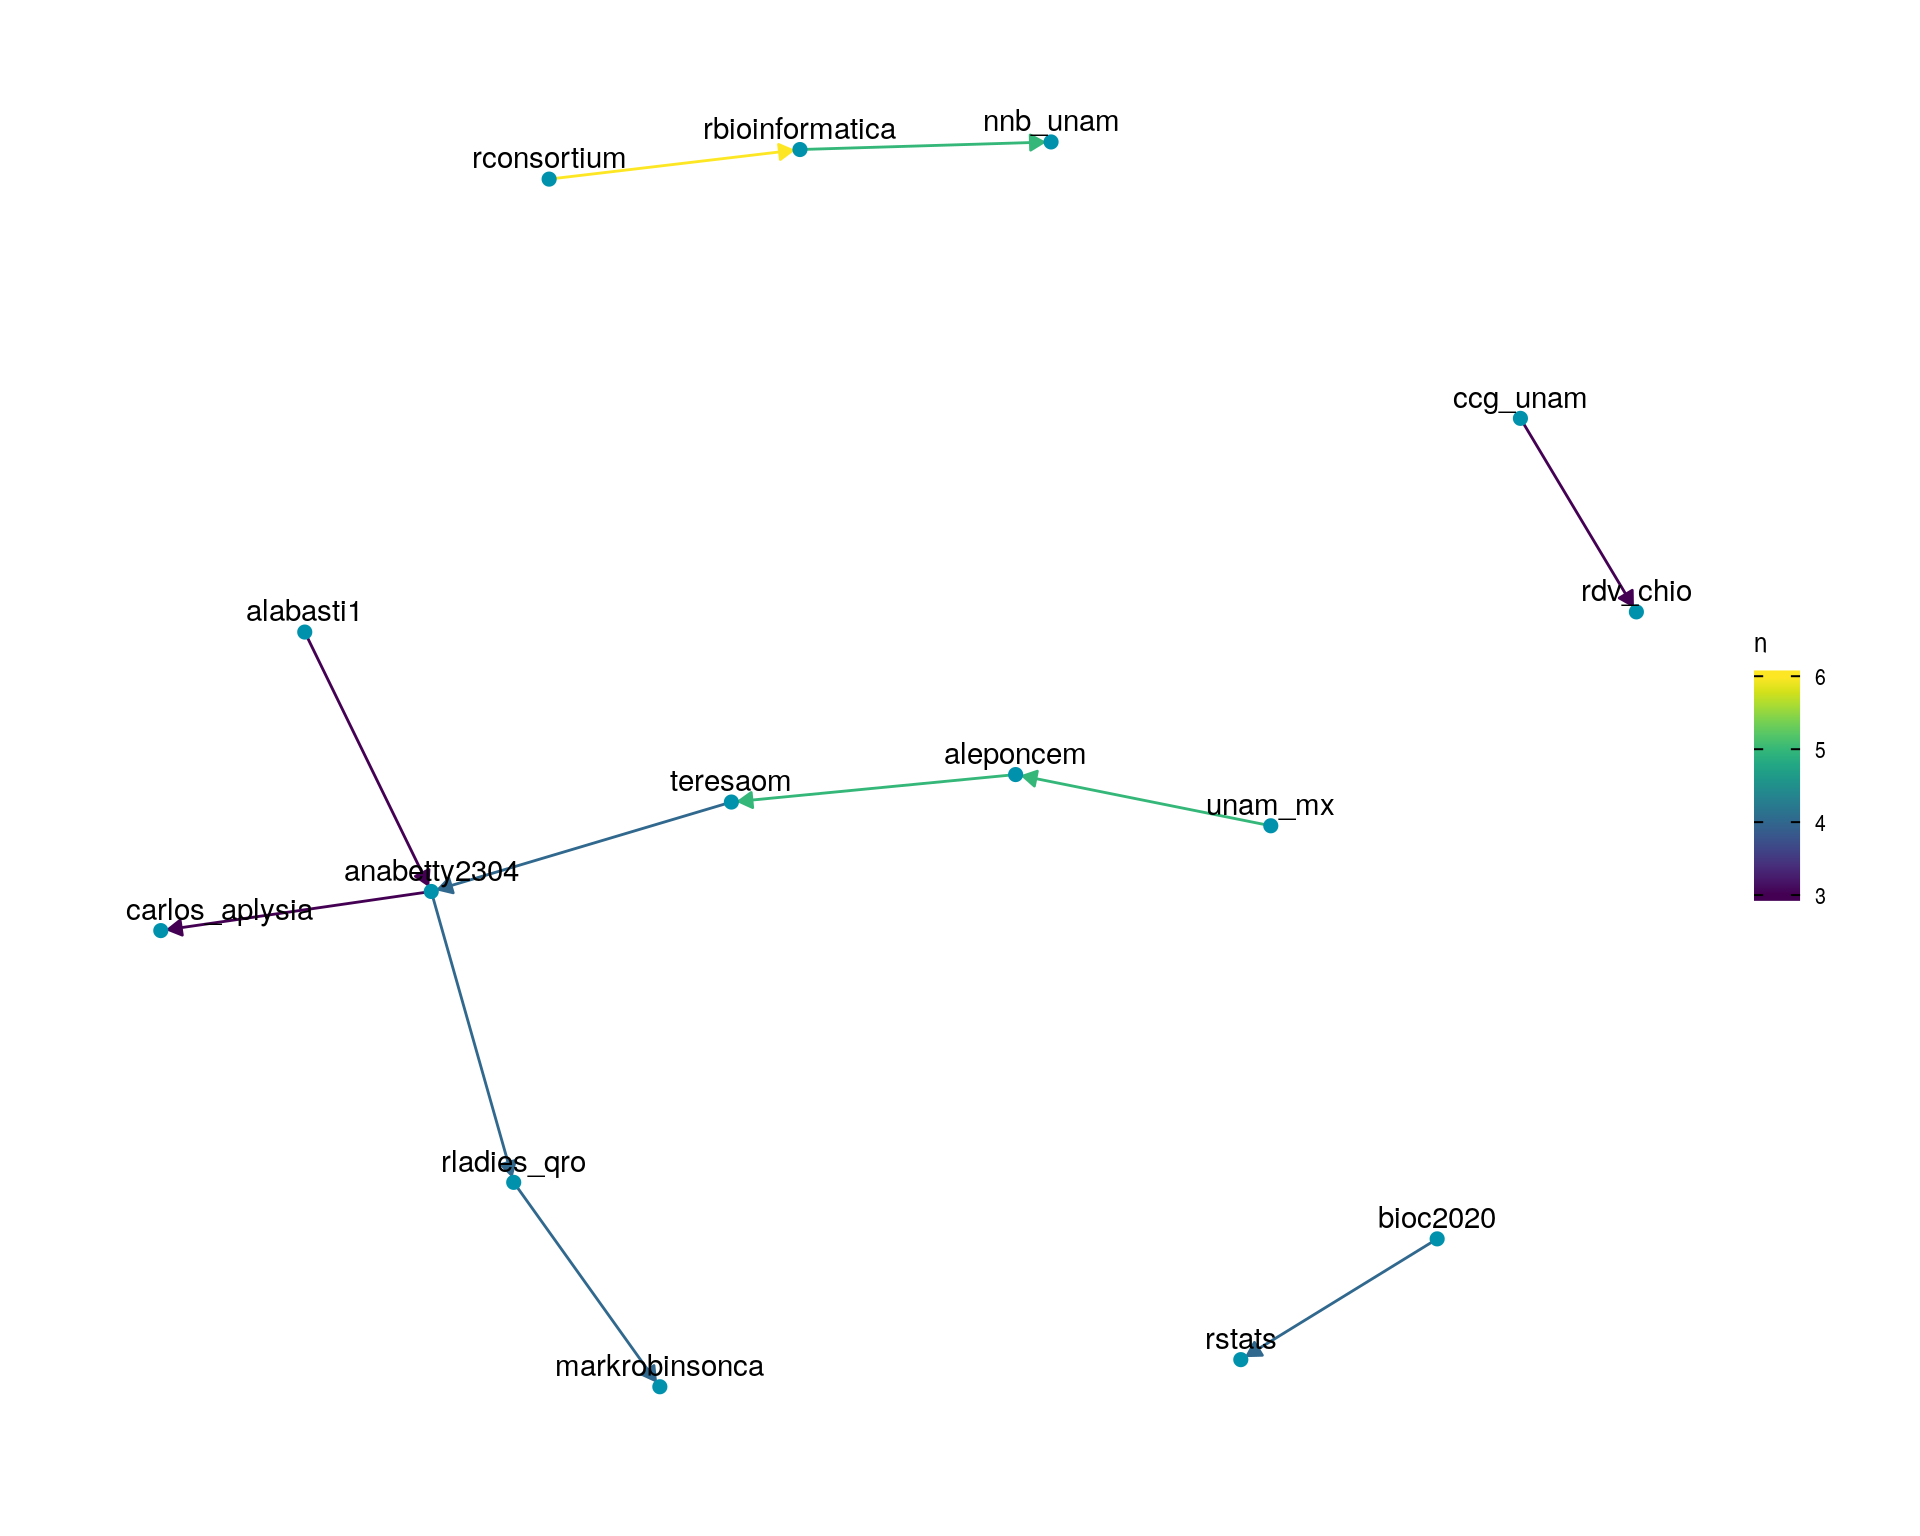 nnb_unam
rbioinformatica
rconsortium
ccg_unam
rdv_chio
alabasti1
n
6
5
4
3
aleponcem
teresaom
unam_mx
anabetty2304
carlos_aplysia
rladies_qro
bioc2020
rstats
markrobinsonca